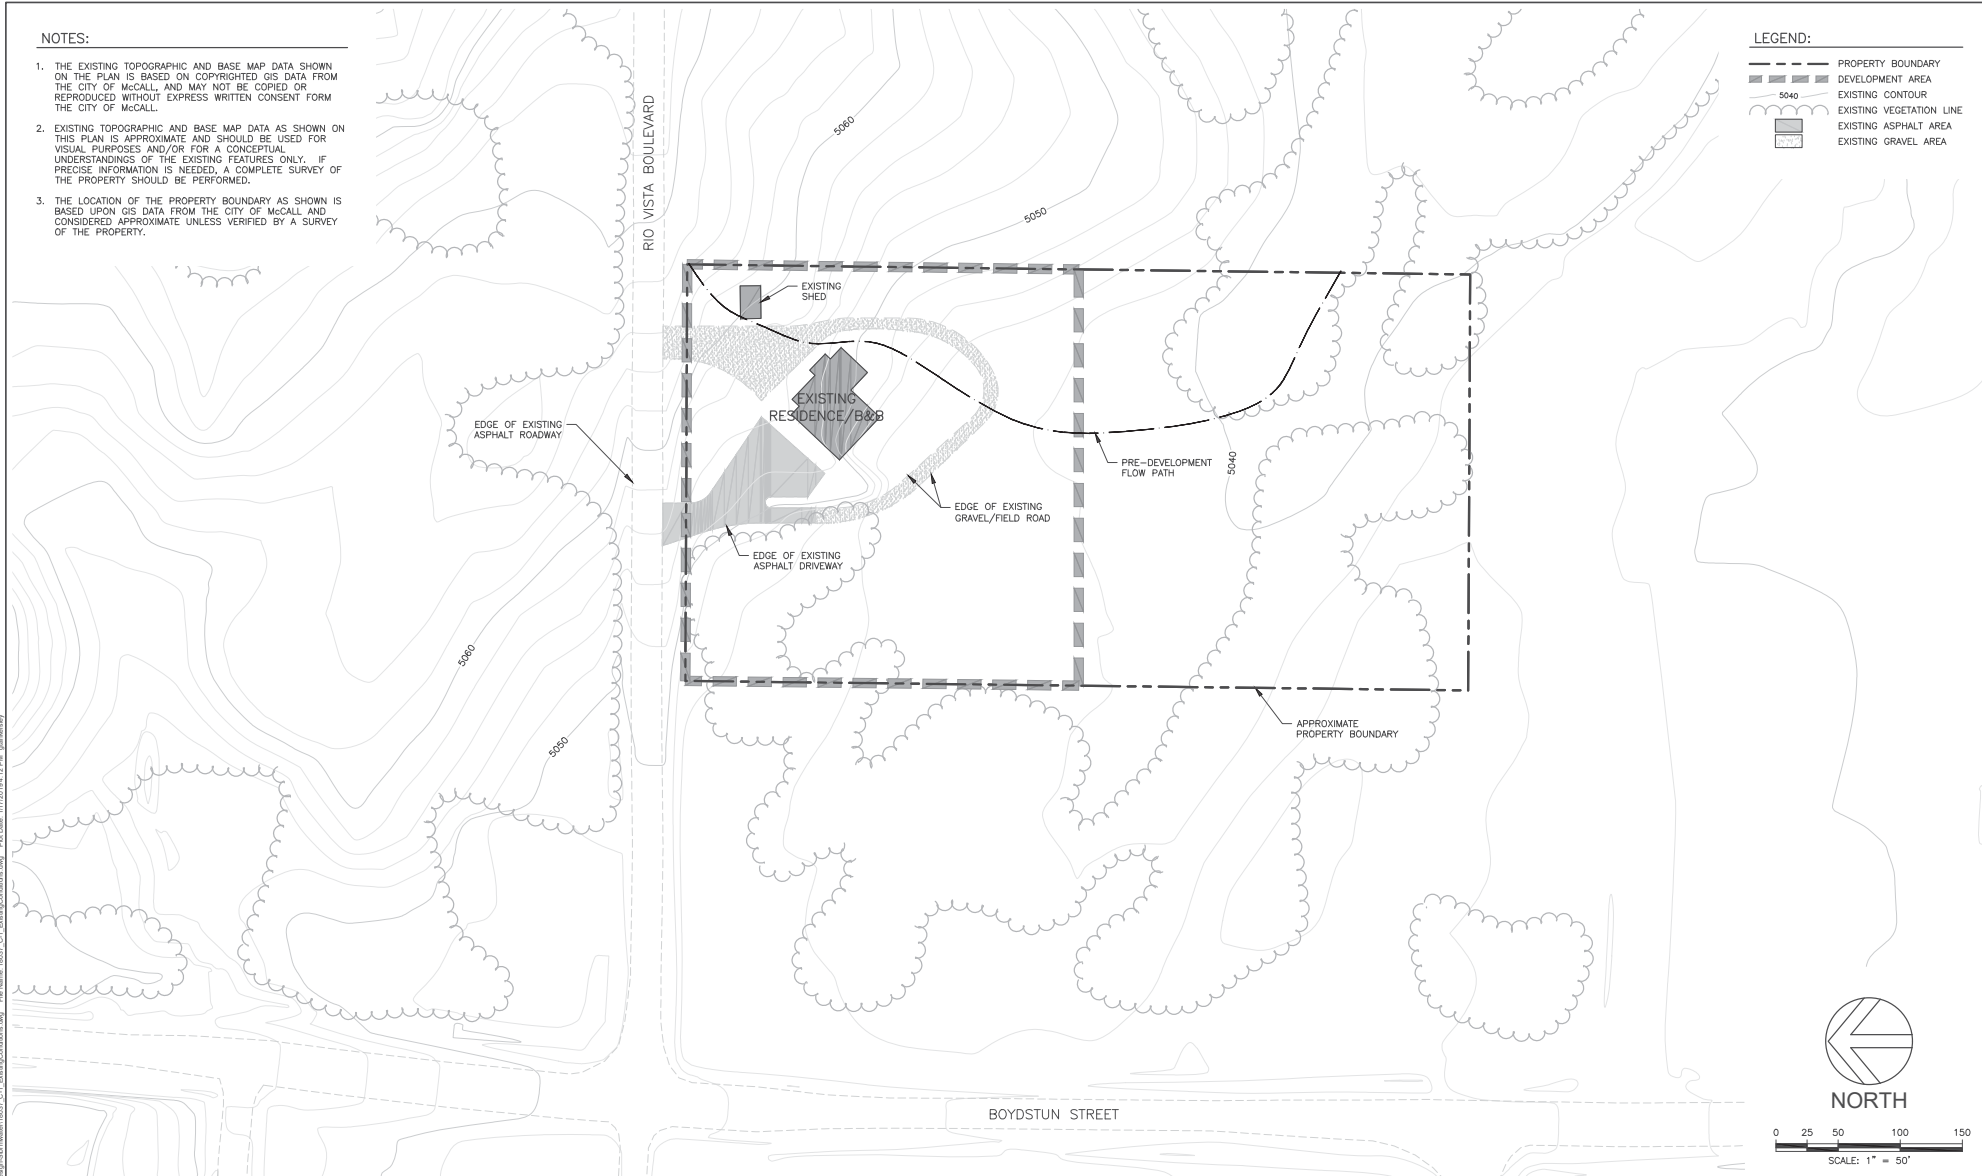 NOTES:
1. THE EXISTING TOPOGRAPHIC AND BASE MAP DATA SHOWN
ON THE PLAN IS BASED ON COPYRIGHTED GIS DATA FROM
THE CITY OF McCALL, AND MAY NOT BE COPIED OR
REPRODUCED WITHOUT EXPRESS WRITTEN CONSENT FORM
THE CITY OF McCALL.
2. EXISTING TOPOGRAPHIC AND BASE MAP DATA AS SHOWN ON
THIS PLAN IS APPROXIMATE AND SHOULD BE USED FOR
VISUAL PURPOSES AND/OR FOR A CONCEPTUAL
UNDERSTANDINGS OF THE EXISTING FEATURES ONLY. IF
PRECISE INFORMATION IS NEEDED, A COMPLETE SURVEY OF
THE PROPERTY SHOULD BE PERFORMED.
3. THE LOCATION OF THE PROPERTY BOUNDARY AS SHOWN IS
BASED UPON GIS DATA FROM THE CITY OF McCALL AND
CONSIDERED APPROXIMATE UNLESS VERIFIED BY A SURVEY
OF THE PROPERTY.
LEGEND:
PROPERTY BOUNDARY
DEVELOPMENT AREA
5040 EXISTING CONTOUR
EXISTING VEGETATION LINE
EXISTING ASPHALT AREA
EXISTING GRAVEL AREA
RIO VISTA BOULEVARD
5060
5050
EXISTING
SHED
EXISTING
RESIDENCE/B&B
EDGE OF EXISTING
ASPHALT ROADWAY
PRE-DEVELOPMENT
FLOW PATH
5040
EDGE OF EXISTING
GRAVEL/FIELD ROAD
EDGE OF EXISTING
ASPHALT DRIVEWAY
5060
5050
APPROXIMATE
PROPERTY BOUNDARY
BOYDSTUN STREET
NORTH
0 25 50 100 150
SCALE: 1" = 50'